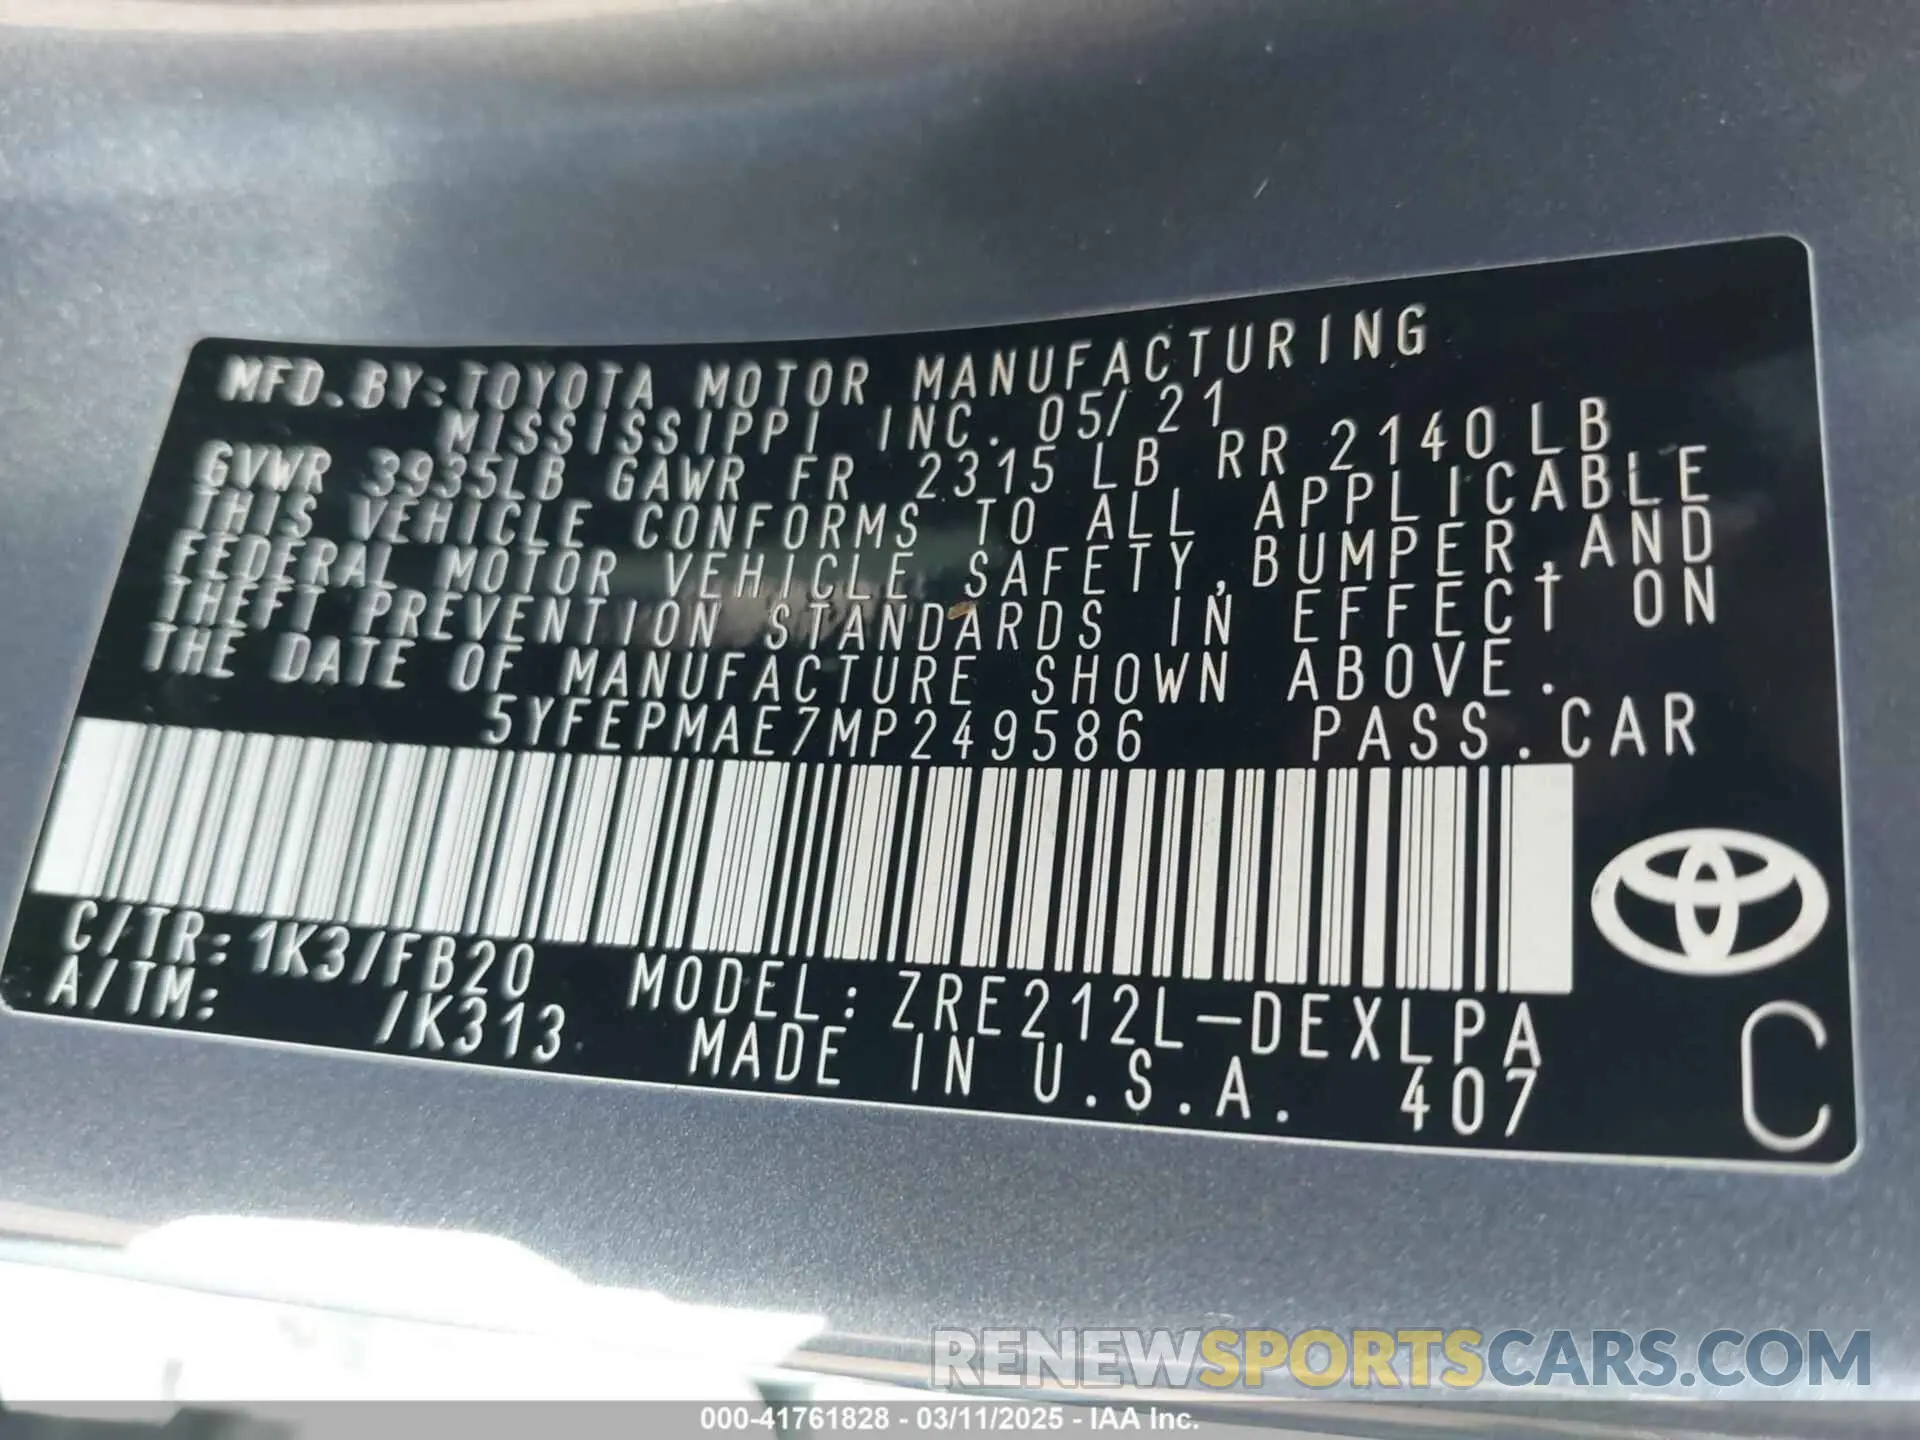 MFD.BY:TOYOTA MOTOR MANUFACTURING
MISSISSIPPI INC. 05/21
GVWR 3935LB GAWR FR 2315 LB RR 2140LB
THIS VEHICLE CONFORMS TO ALL APPLICABLE
FEDERAL MOTOR VEHICLE SAFETY,BUMPER,AND
THEFT PREVENTION STANDARDS IN EFFECT ON
THE DATE OF MANUFACTURE SHOWN ABOVE.
5YFEPMAE7MP249586 PASS.CAR
C/TR:1K3/FB20 MODEL:ZRE212L-DEXLPA
A/TM: /K313 MADE IN U.S.A. 407
C
RENEWSPORTSCARS.COM
000-41761828 - 03/11/2025 - IAA Inc.